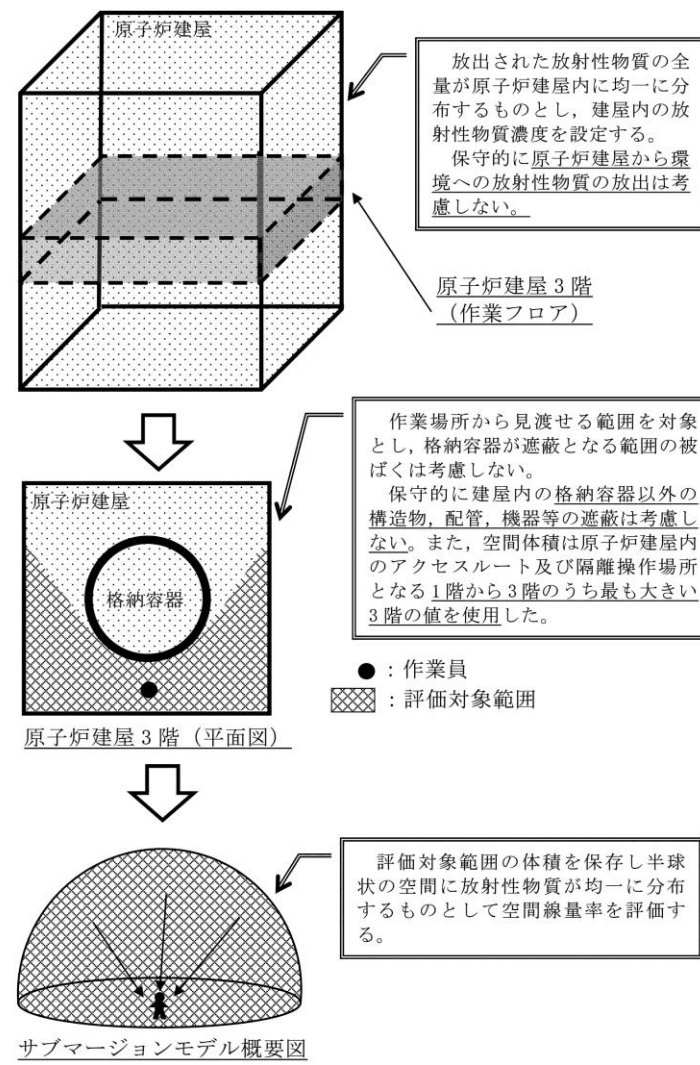 原子炉建屋
放出された放射性物質の全
量が原子炉建屋内に均一に分
布するものとし，建屋内の放
射性物質濃度を設定する。
保守的に原子炉建屋から環
境への放射性物質の放出は考
慮しない。
原子炉建屋3階
（作業フロア）
作業場所から見渡せる範囲を対象
とし，格納容器が遮蔽となる範囲の被
ばくは考慮しない。
保守的に建屋内の格納容器以外の
構造物，配管，機器等の遮蔽は考慮し
ない。また，空間体積は原子炉建屋内
のアクセスルート及び隔離操作場所
となる1階から3階のうち最も大きい
3階の値を使用した。
原子炉建屋
格納容器
●：作業員
：評価対象範囲
原子炉建屋3階（平面図）
評価対象範囲の体積を保存し半球
状の空間に放射性物質が均一に分布
するものとして空間線量率を評価す
る。
サブマージョンモデル概要図